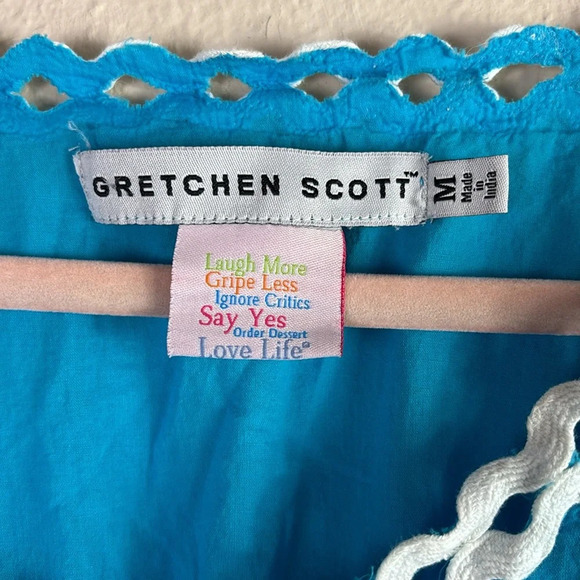 GRETCHEN SCOTT™
M
Made
in
India
Laugh More
Gripe Less
Ignore Critics
Say Yes
Order Dessert
Love Life®